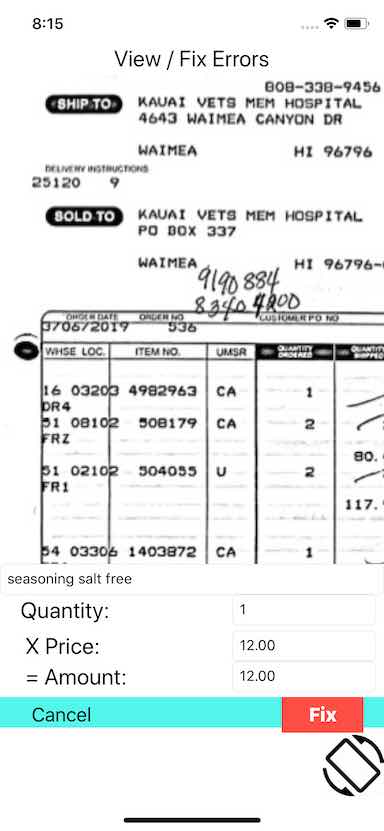 8:15
View / Fix Errors
808-338-9456
SHIP TO KAUAI VETS MEM HOSPITAL
4643 WAIMEA CANYON DR
WAIMEA HI 96796
DELIVERY INSTRUCTIONS
25120 9
SOLD TO KAUAI VETS MEM HOSPITAL
PO BOX 337
WAIMEA HI 96796-
9190884
8340 4200
ORDER DATE ORDER NO CUSTOMER PO NO
3/06/2019 536
WHSE LOC. ITEM NO. UMSR QUANTITY ORDERED QUANTITY SHIPPED
16 03203 4982963 CA 1
DR4
51 08102 508179 CA 2
FRZ
80.
51 02102 504055 U 2
FR1
117.
54 03306 1403872 CA 1
seasoning salt free
Quantity: 1
X Price: 12.00
= Amount: 12.00
Cancel Fix